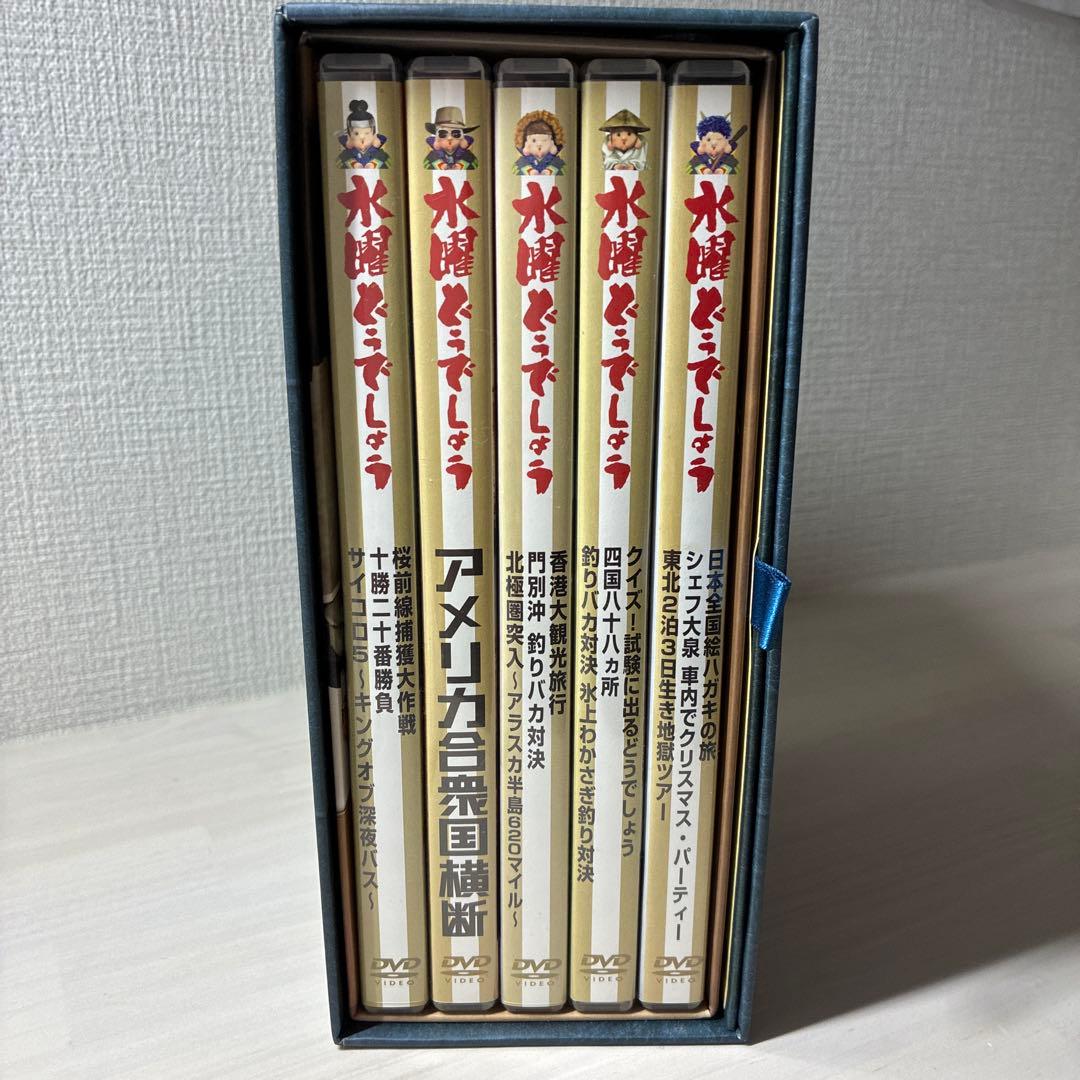 水曜どうでしょう
桜前線捕獲大作戦
十勝二十番勝負
サイコロ5～キングオブ深夜バス～
DVD
VIDEO
水曜どうでしょう
アメリカ合衆国横断
DVD
VIDEO
水曜どうでしょう
香港大観光旅行
門別沖 釣りバカ対決
北極圏突入～アラスカ半島620マイル～
DVD
VIDEO
水曜どうでしょう
クイズ!試験に出るどうでしょう
四国八十八ヵ所
釣りバカ対決 氷上わかさぎ釣り対決
DVD
VIDEO
水曜どうでしょう
日本全国絵ハガキの旅
シェフ大泉 車内でクリスマス・パーティー
東北2泊3日生き地獄ツアー
DVD
VIDEO